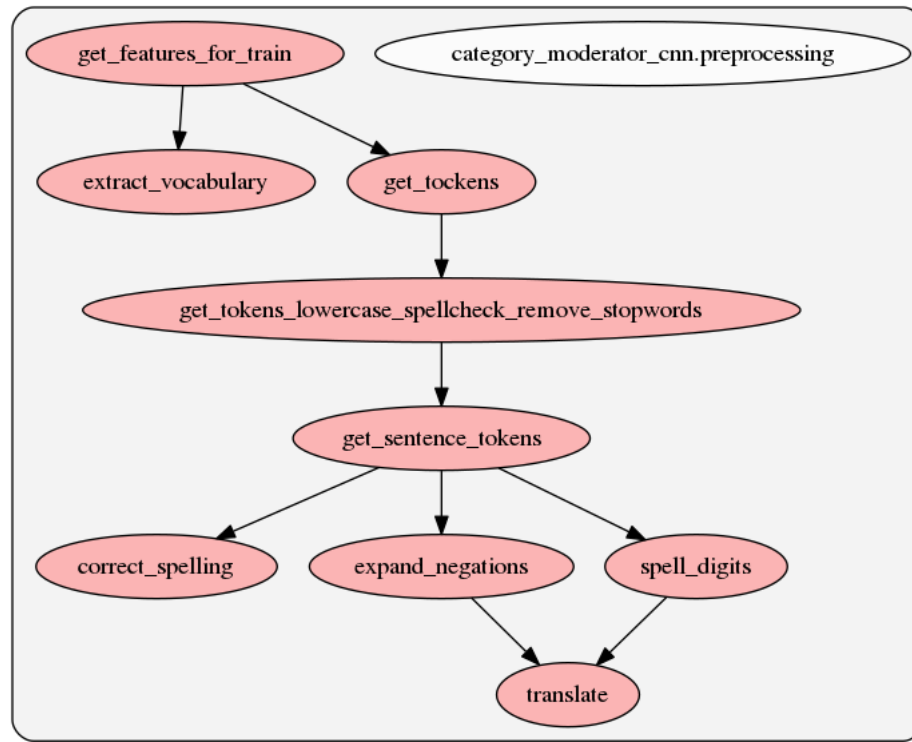 get_features_for_train
category_moderator_cnn.preprocessing
extract_vocabulary
get_tockens
get_tokens_lowercase_spellcheck_remove_stopwords
get_sentence_tokens
correct_spelling
expand_negations
spell_digits
translate